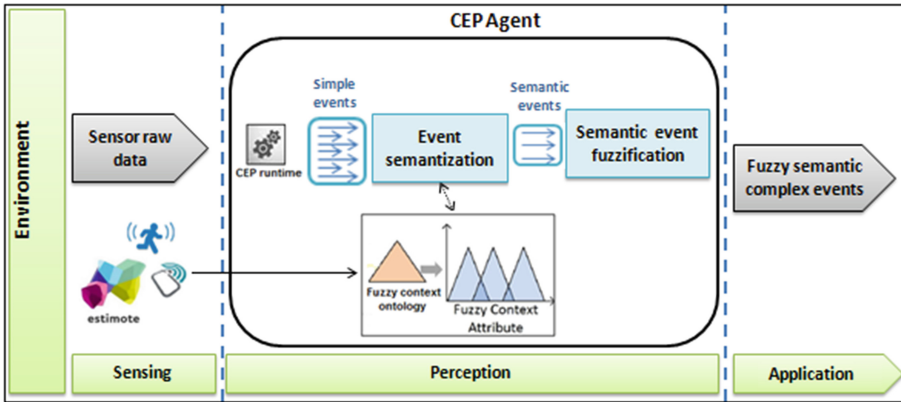 CEP Agent
Environment
Sensor raw
data
estimote
Simple
events
CEP runtime
Event
semantization
Semantic
events
Semantic event
fuzzification
Fuzzy context
ontology
Fuzzy Context
Attribute
Fuzzy semantic
complex events
Sensing
Perception
Application